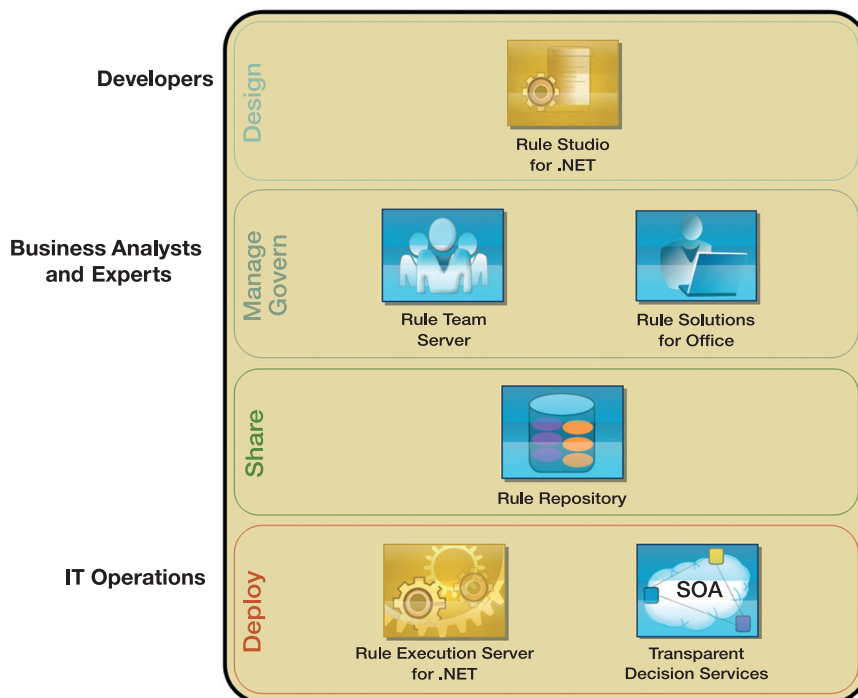 Developers
Design
Rule Studio
for .NET
Business Analysts
and Experts
Manage
Govern
Rule Team
Server
Rule Solutions
for Office
Share
Rule Repository
IT Operations
Deploy
Rule Execution Server
for .NET
SOA
Transparent
Decision Services